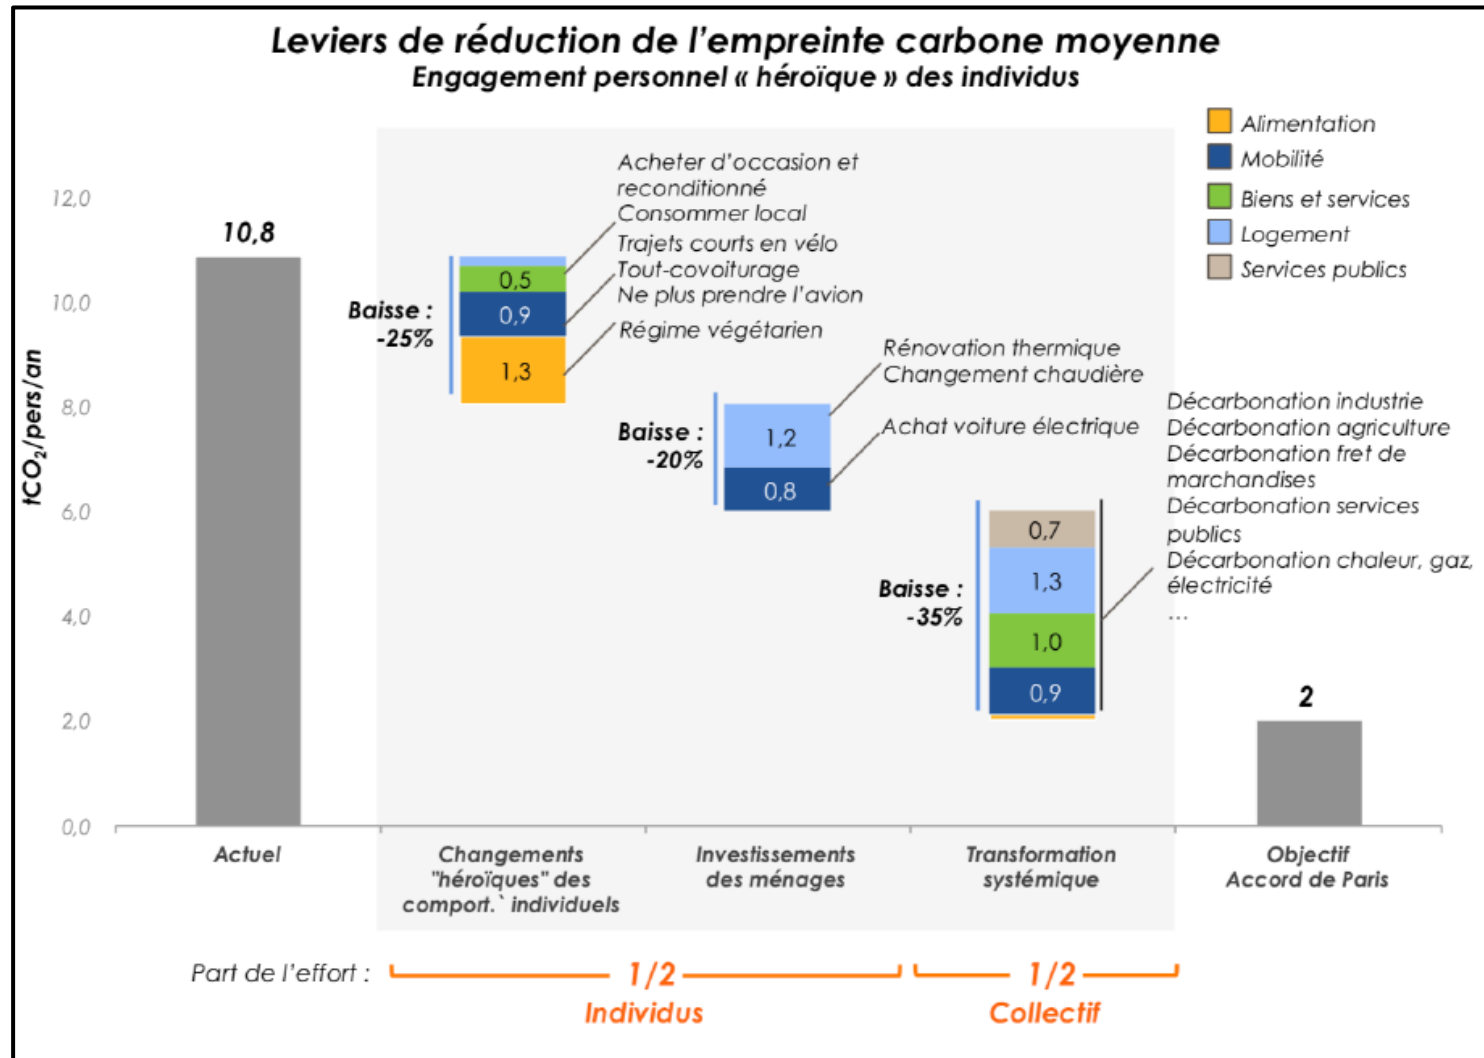 Leviers de réduction de l'empreinte carbone moyenne
Engagement personnel « héroïque » des individus
Alimentation
Mobilité
Biens et services
Logement
Services publics
tCO2/pers/an
12,0
10,0
8,0
6,0
4,0
2,0
0,0
10,8
Baisse :
-25%
0,5
0,9
1,3
Acheter d'occasion et
reconditionné
Consommer local
Trajets courts en vélo
Tout-covoiturage
Ne plus prendre l'avion
Régime végétarien
Baisse :
-20%
1,2
0,8
Rénovation thermique
Changement chaudière
Achat voiture électrique
Baisse :
-35%
0,7
1,3
1,0
0,9
Décarbonation industrie
Décarbonation agriculture
Décarbonation fret de
marchandises
Décarbonation services
publics
Décarbonation chaleur, gaz,
électricité
...
2
Actuel
Changements
"héroïques" des
comport.` individuels
Investissements
des ménages
Transformation
systémique
Objectif
Accord de Paris
Part de l'effort :
1/2
Individus
1/2
Collectif